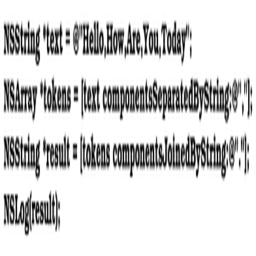 NSString *text = @"Hello,How,Are,You,Today";
NSArray *tokens = [text componentsSeparatedByString:@"."];
NSString *result = [tokens componentsJoinedByString:@"."];
NSLog(result);